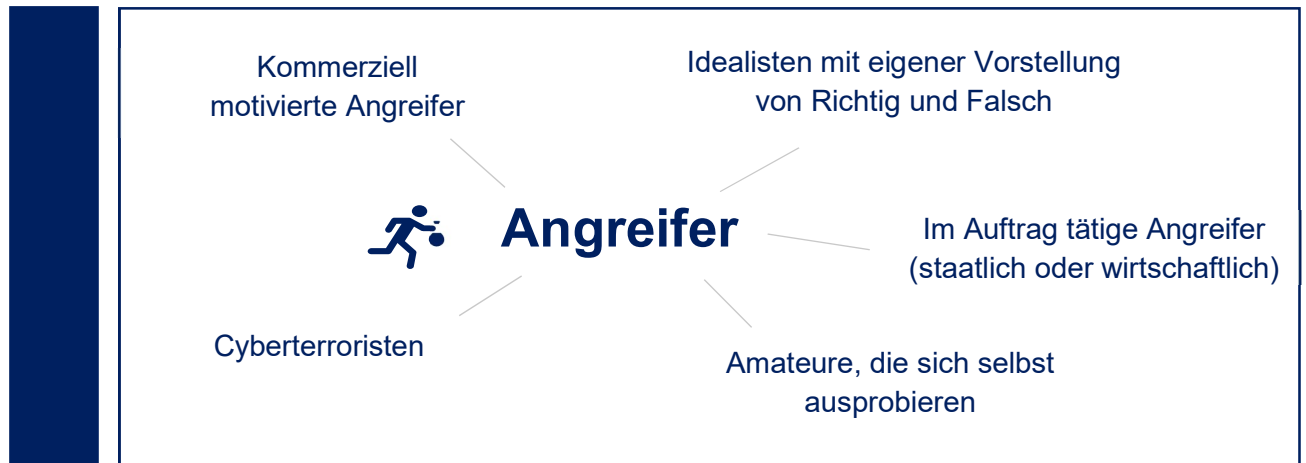 Kommerziell
motivierte Angreifer
Idealisten mit eigener Vorstellung
von Richtig und Falsch
Angreifer
Im Auftrag tätige Angreifer
(staatlich oder wirtschaftlich)
Cyberterroristen
Amateure, die sich selbst
ausprobieren